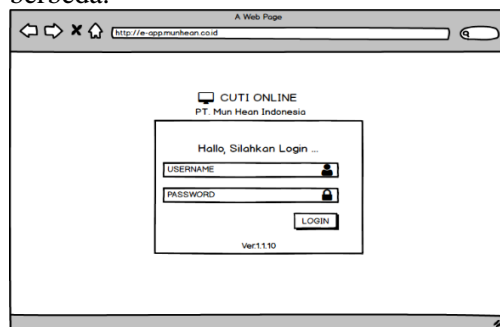 berbeda.
A Web Page
http://e-app.munhean.co.id
CUTI ONLINE
PT. Mun Hean Indonesia
Hallo, Silahkan Login ...
USERNAME
PASSWORD
LOGIN
Ver.1.1.10